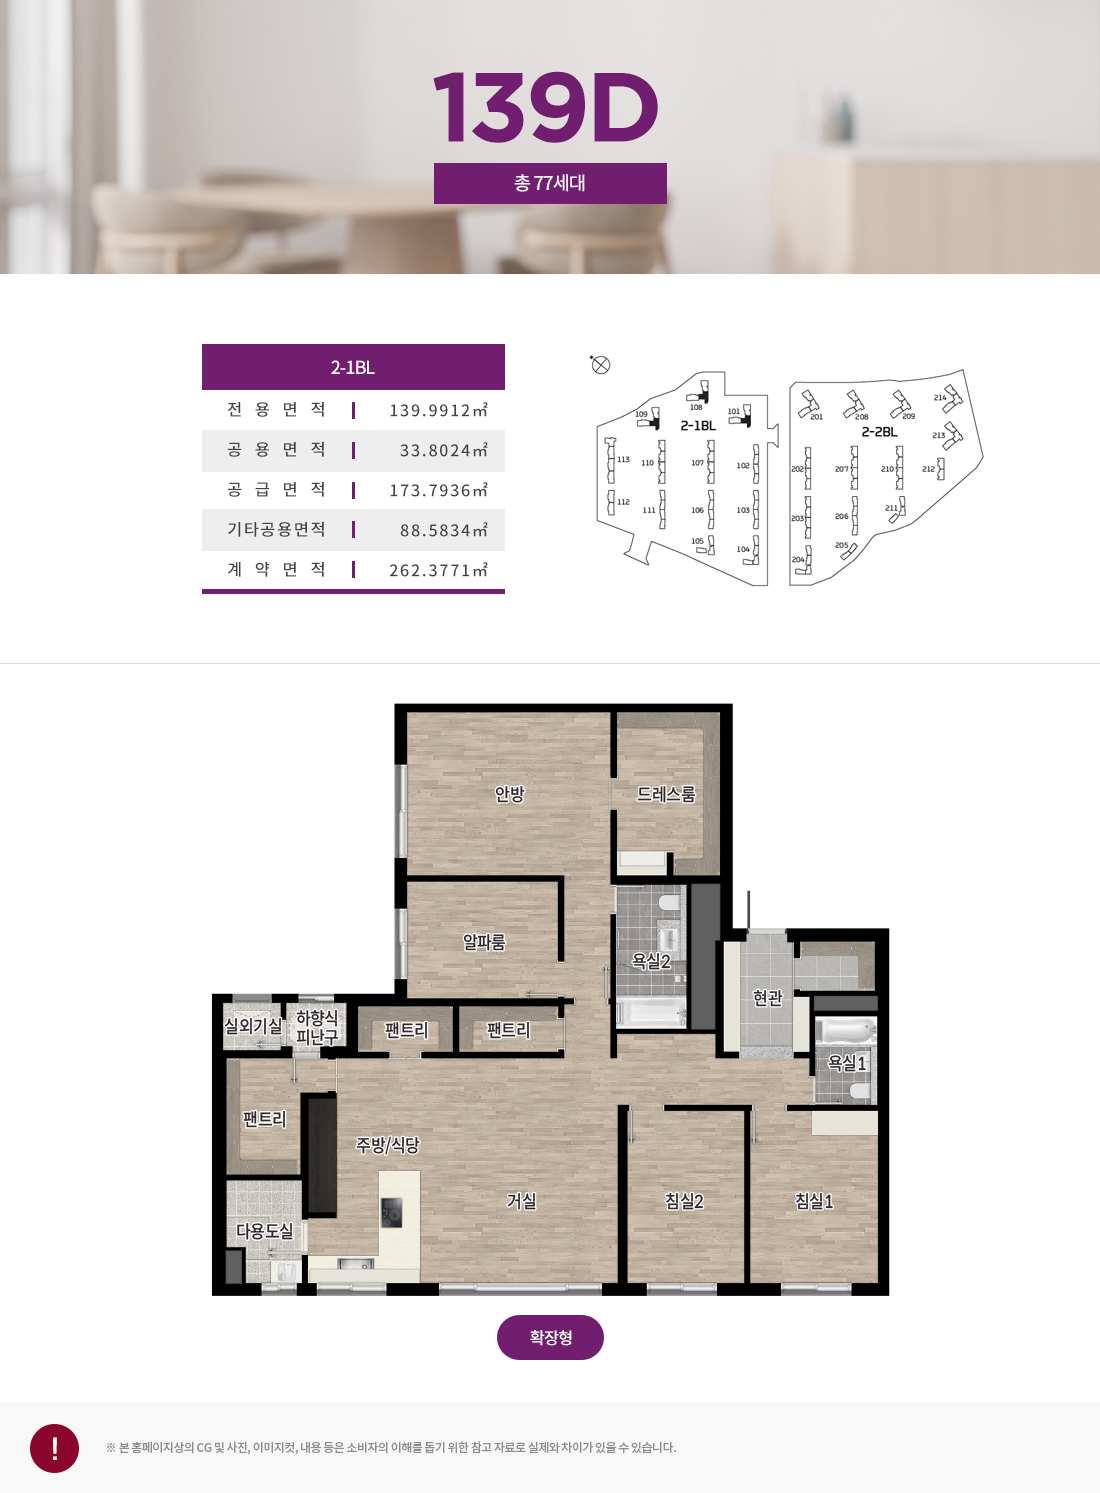 139D
총 77세대
2-1BL
전 용 면 적 139.9912㎡
공 용 면 적 33.8024㎡
공 급 면 적 173.7936㎡
기타공용면적 88.5834㎡
계 약 면 적 262.3771㎡
108
109
101
2-1BL
113
110
107
102
112
111
106
103
105
104
201
208
209
214
2-2BL
213
202
207
210
212
203
206
211
205
204
안방
드레스룸
알파룸
욕실2
현관
실외기실
하향식
피난구
팬트리
팬트리
욕실1
팬트리
주방/식당
거실
침실2
침실1
다용도실
확장형
!
※ 본 홈페이지상의 CG 및 사진, 이미지컷, 내용 등은 소비자의 이해를 돕기 위한 참고 자료로 실제와 차이가 있을 수 있습니다.